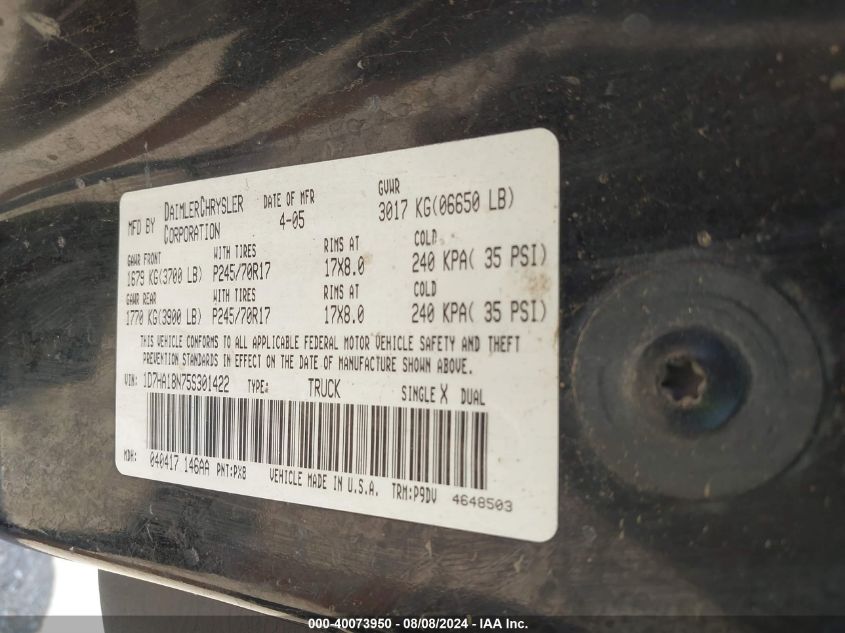 MFD BY DAIMLERCHRYSLER CORPORATION DATE OF MFR 4-05 GVWR 3017 KG(06650 LB)
GAWR FRONT WITH TIRES RIMS AT COLD
1679 KG(3700 LB) P245/70R17 17X8.0 240 KPA( 35 PSI)
GAWR REAR WITH TIRES RIMS AT COLD
1770 KG(3900 LB) P245/70R17 17X8.0 240 KPA( 35 PSI)
THIS VEHICLE CONFORMS TO ALL APPLICABLE FEDERAL MOTOR VEHICLE SAFETY AND THEFT
PREVENTION STANDARDS IN EFFECT ON THE DATE OF MANUFACTURE SHOWN ABOVE.
VIN: 1D7HA18N75S301422 TYPE: TRUCK SINGLE X DUAL
MDH: 040417 146AA PNT:PX8 VEHICLE MADE IN U.S.A. TRM:P9DV 4648503
000-40073950 - 08/08/2024 - IAA Inc.